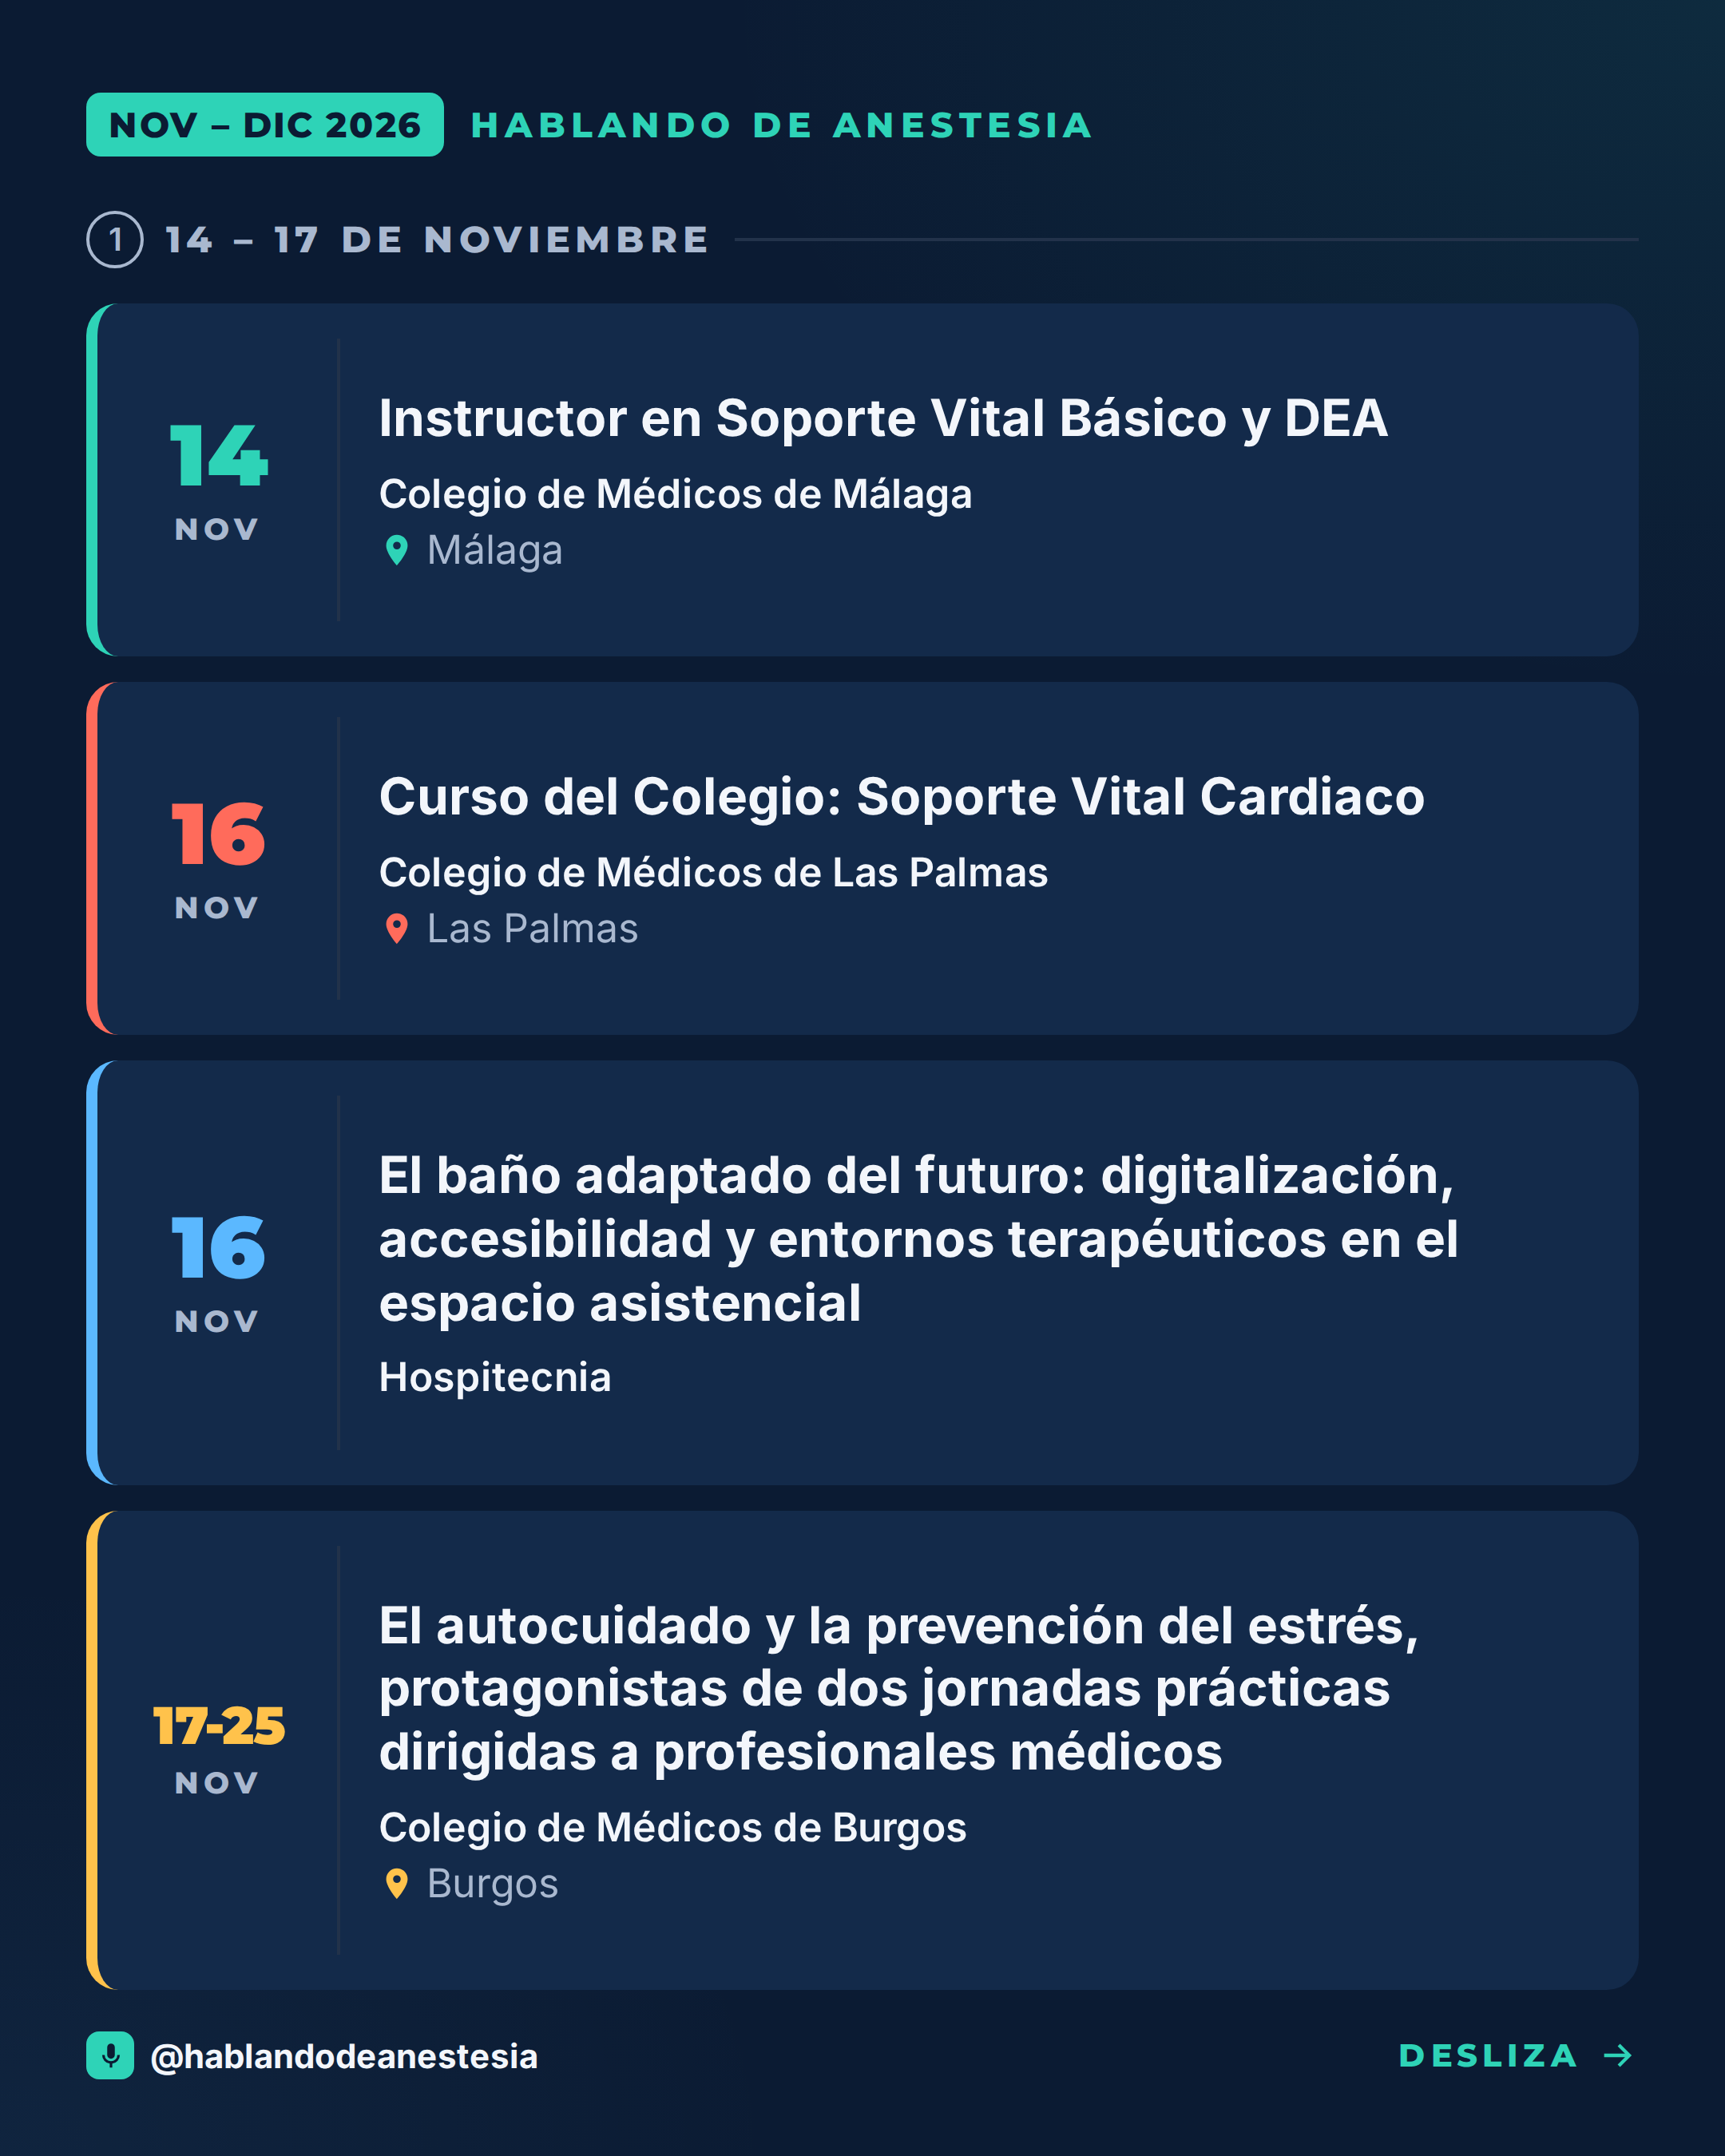 NOV – DIC 2026 HABLANDO DE ANESTESIA
1 14 – 17 DE NOVIEMBRE
14
NOV
Instructor en Soporte Vital Básico y DEA
Colegio de Médicos de Málaga
Málaga
16
NOV
Curso del Colegio: Soporte Vital Cardiaco
Colegio de Médicos de Las Palmas
Las Palmas
16
NOV
El baño adaptado del futuro: digitalización,
accesibilidad y entornos terapéuticos en el
espacio asistencial
Hospitecnia
17-25
NOV
El autocuidado y la prevención del estrés,
protagonistas de dos jornadas prácticas
dirigidas a profesionales médicos
Colegio de Médicos de Burgos
Burgos
@hablandodeanestesia
DESLIZA →